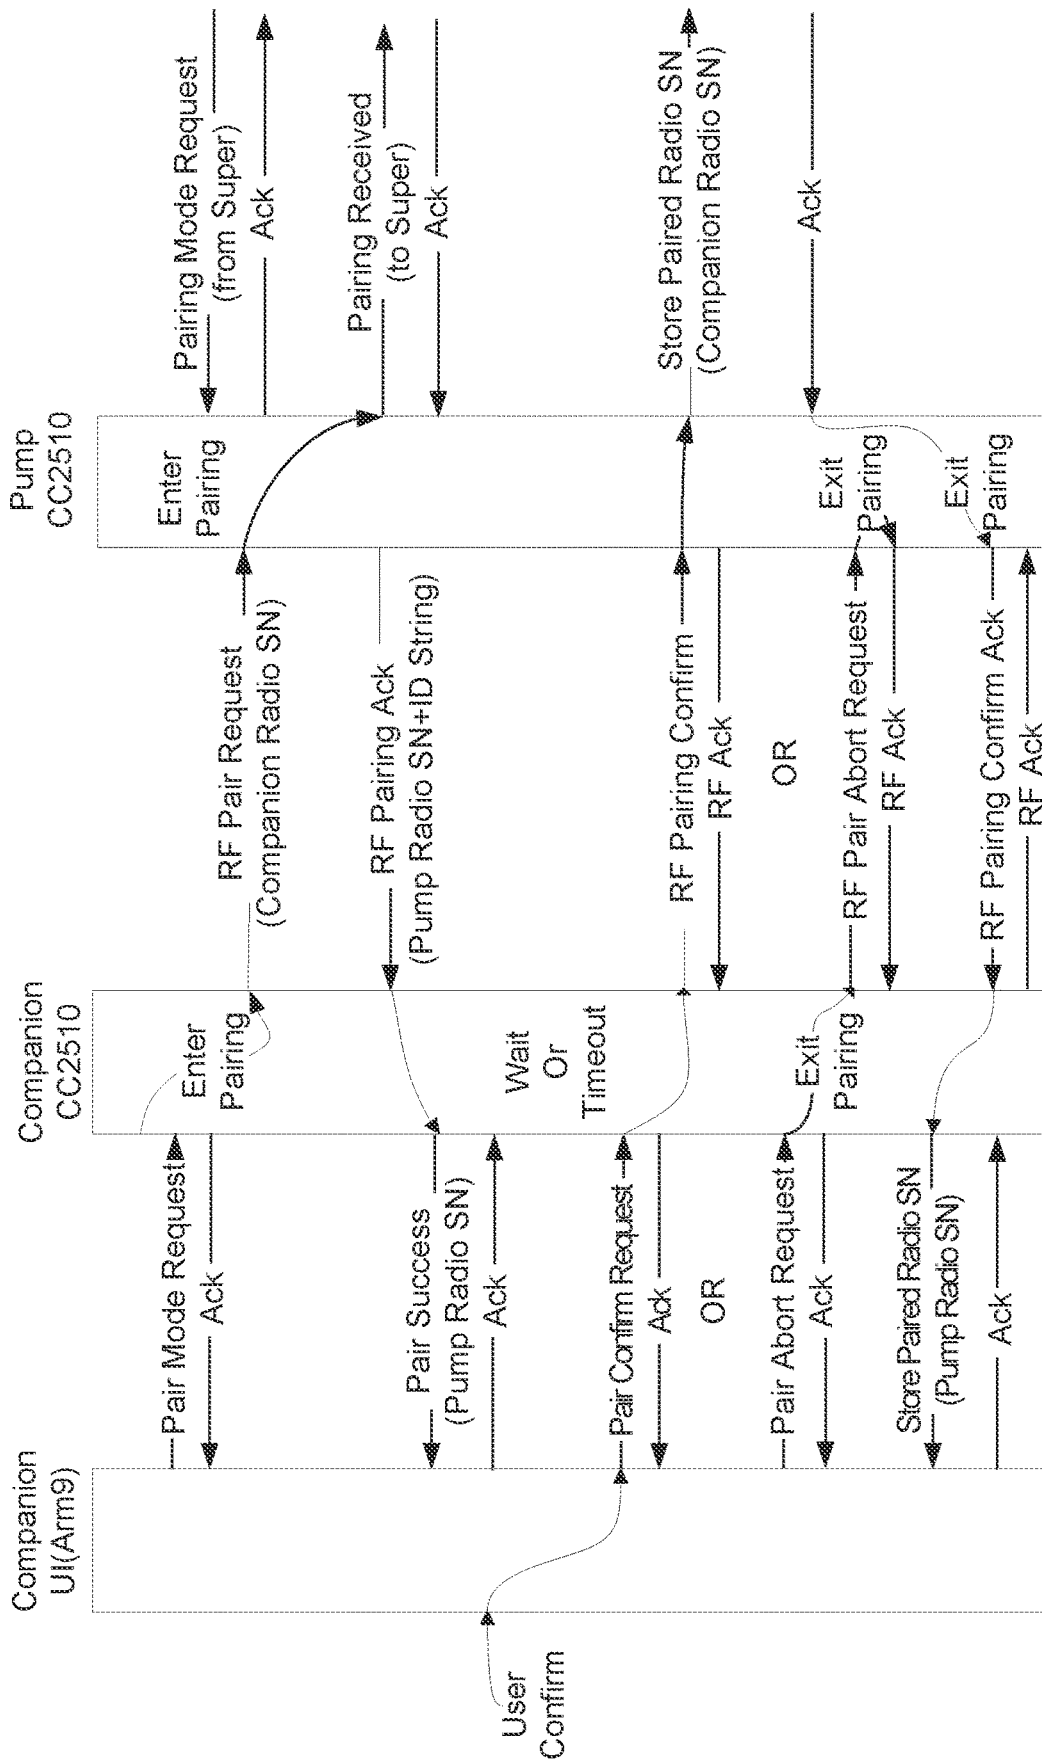 Companion
UI(Arm9)
Companion
CC2510
Pump
CC2510
User
Confirm
Pair Mode Request
Ack
Pair Success
(Pump Radio SN)
Ack
Pair Confirm Request
Ack
OR
Pair Abort Request
Ack
Store Paired Radio SN
(Pump Radio SN)
Ack
Enter
Pairing
Wait
Or
Timeout
Exit
Pairing
RF Pair Request
(Companion Radio SN)
RF Pairing Ack
(Pump Radio SN+ID String)
RF Pairing Confirm
RF Ack
OR
RF Pair Abort Request
RF Ack
RF Pairing Confirm Ack
RF Ack
Enter
Pairing
Exit
Pairing
Exit
Pairing
Pairing Mode Request
(from Super)
Ack
Pairing Received
(to Super)
Ack
Store Paired Radio SN
(Companion Radio SN)
Ack